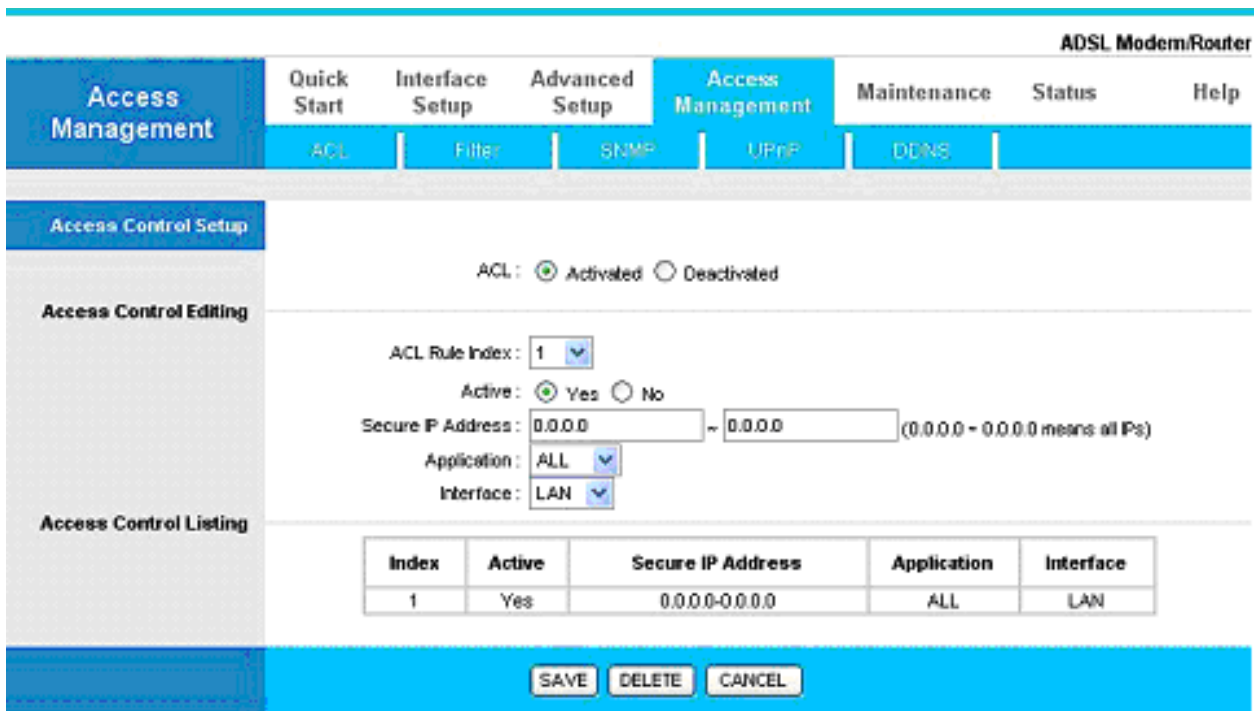 ADSL Modem/Router
Access Management
Quick Start
Interface Setup
Advanced Setup
Access Management
Maintenance
Status
Help
ACL
Filter
SNMP
UPnP
DDNS
Access Control Setup
ACL : Activated Deactivated
Access Control Editing
ACL Rule Index : 1
Active : Yes No
Secure IP Address : 0.0.0.0 ~ 0.0.0.0 (0.0.0.0 ~ 0.0.0.0 means all IPs)
Application : ALL
Interface : LAN
Access Control Listing
Index Active Secure IP Address Application Interface
1 Yes 0.0.0.0-0.0.0.0 ALL LAN
SAVE DELETE CANCEL